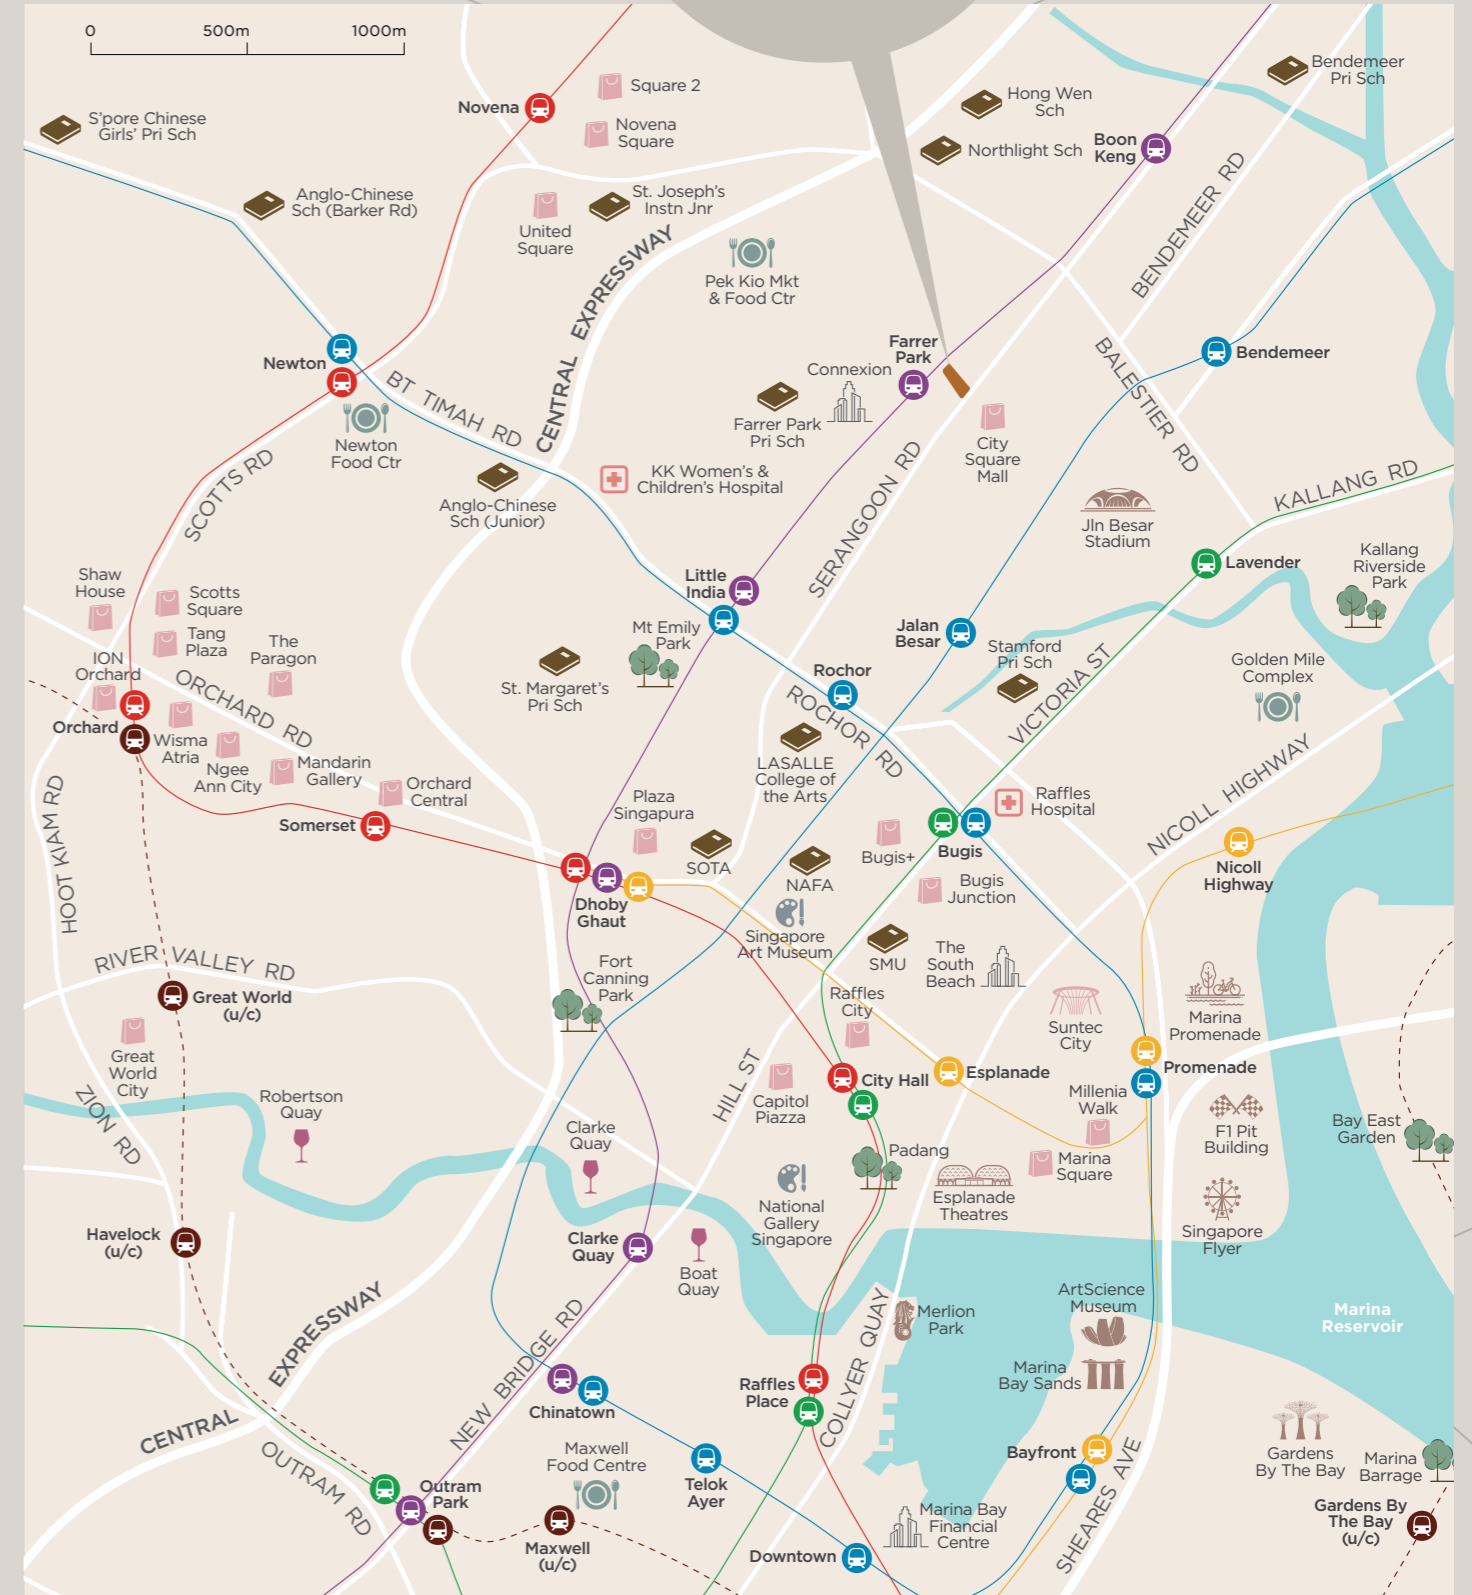 0 500m 1000m
Square 2
Novena
Novena
Square
S'pore Chinese
Girls' Pri Sch
Bendemeer
Pri Sch
Hong Wen
Sch
Northlight Sch
Boon
Keng
Anglo-Chinese
Sch (Barker Rd)
St. Joseph's
Instn Jnr
United
Square
BENDEMEER RD
CENTRAL EXPRESSWAY
Pek Kio Mkt
& Food Ctr
Newton
Farrer
Park
Connexion
Bendemeer
BT TIMAH RD
BALESTIER RD
Newton
Food Ctr
Farrer Park
Pri Sch
City
Square
Mall
SCOTTS RD
KK Women's &
Children's Hospital
Anglo-Chinese
Sch (Junior)
SERANGOON RD
KALLANG RD
Jln Besar
Stadium
Lavender
Kallang
Riverside
Park
Shaw
House
Scotts
Square
Tang
Plaza
The
Paragon
ION
Orchard
Little
India
Mt Emily
Park
Jalan
Besar
Stamford
Pri Sch
VICTORIA ST
Golden Mile
Complex
Rochor
St. Margaret's
Pri Sch
ORCHARD RD
ROCHOR RD
Orchard
Wisma
Atria
Ngee
Ann City
Mandarin
Gallery
Orchard
Central
LASALLE
College of
the Arts
NICOLL HIGHWAY
HOOT KIAM RD
Somerset
Plaza
Singapura
SOTA
NAFA
Bugis+
Bugis
Raffles
Hospital
Nicoll
Highway
Bugis
Junction
Dhoby
Ghaut
Singapore
Art Museum
SMU
The
South
Beach
RIVER VALLEY RD
Fort
Canning
Park
Great World
(u/c)
Raffles
City
Suntec
City
Marina
Promenade
Great
World
City
HILL ST
City Hall
Esplanade
Promenade
Capitol
Piazza
Millenia
Walk
ZION RD
Robertson
Quay
Clarke
Quay
F1 Pit
Building
Bay East
Garden
Padang
Marina
Square
Esplanade
Theatres
National
Gallery
Singapore
Singapore
Flyer
Havelock
(u/c)
Clarke
Quay
Boat
Quay
ArtScience
Museum
Merlion
Park
Marina
Reservoir
EXPRESSWAY
NEW BRIDGE RD
COLLYER QUAY
Marina
Bay Sands
Raffles
Place
Chinatown
CENTRAL
OUTRAM RD
Maxwell
Food Centre
Telok
Ayer
Bayfront
Gardens
By The Bay
Marina
Barrage
Outram
Park
SHEARES AVE
Marina Bay
Financial
Centre
Gardens By
The Bay
(u/c)
Maxwell
(u/c)
Downtown